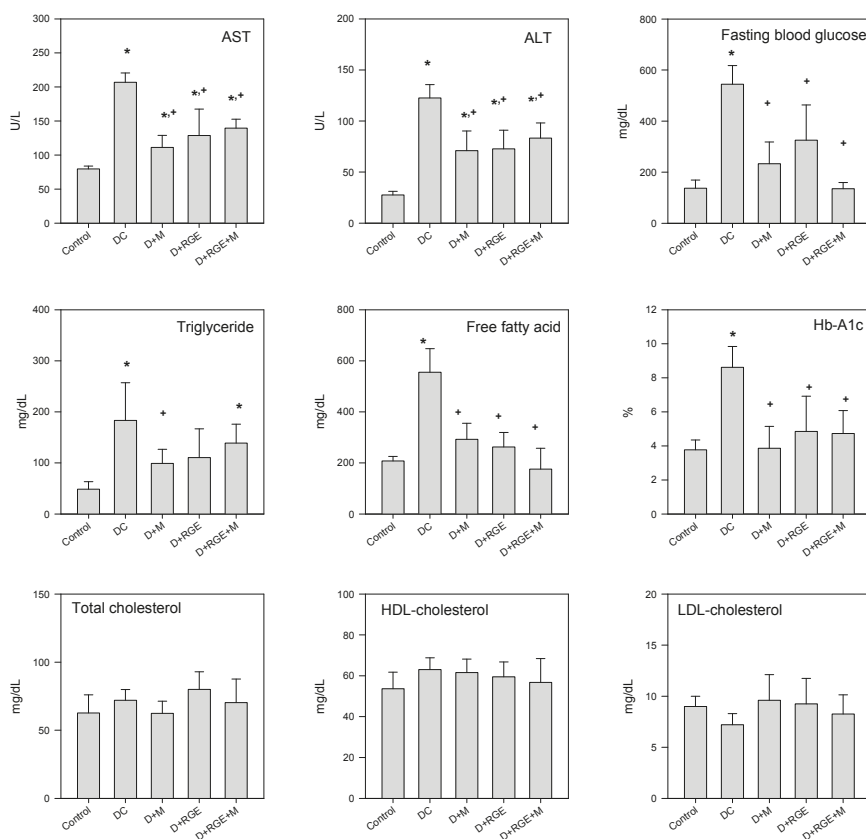 AST
U/L
300
250
200
150
100
50
0
*
*,+
*,+
*,+
Control
DC
D+M
D+RGE
D+RGE+M
ALT
U/L
200
150
100
50
0
*
*,+
*,+
*,+
Control
DC
D+M
D+RGE
D+RGE+M
Fasting blood glucose
mg/dL
800
600
400
200
0
*
+
+
+
Control
DC
D+M
D+RGE
D+RGE+M
Triglyceride
mg/dL
400
300
200
100
0
*
+
*
Control
DC
D+M
D+RGE
D+RGE+M
Free fatty acid
mg/dL
800
600
400
200
0
*
+
+
+
Control
DC
D+M
D+RGE
D+RGE+M
Hb-A1c
%
12
10
8
6
4
2
0
*
+
+
+
Control
DC
D+M
D+RGE
D+RGE+M
Total cholesterol
mg/dL
150
100
50
0
Control
DC
D+M
D+RGE
D+RGE+M
HDL-cholesterol
mg/dL
100
80
60
40
20
0
Control
DC
D+M
D+RGE
D+RGE+M
LDL-cholesterol
mg/dL
20
15
10
5
0
Control
DC
D+M
D+RGE
D+RGE+M